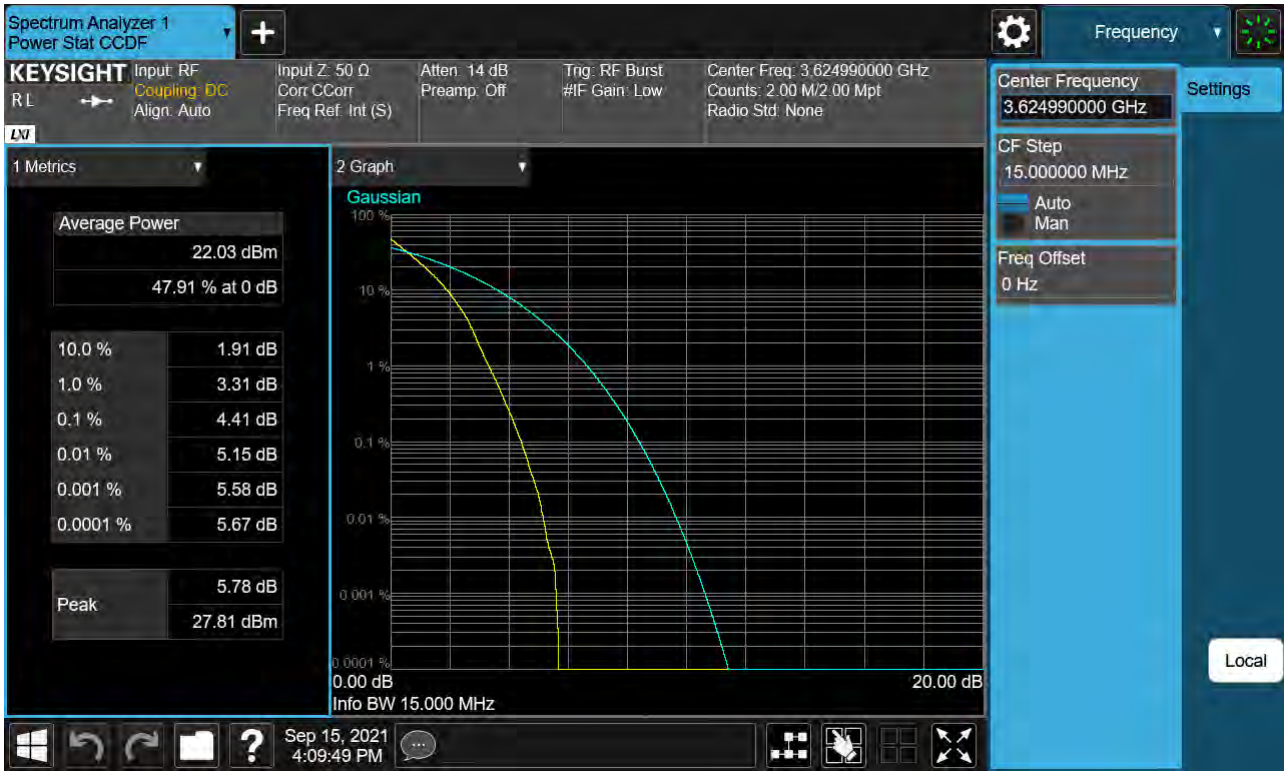 Spectrum Analyzer 1
Power Stat CCDF
Frequency
KEYSIGHT
RL
LXI
Input: RF
Coupling: DC
Align: Auto
Input Z: 50 Ω
Corr CCorr
Freq Ref: Int (S)
Atten: 14 dB
Preamp: Off
Trig: RF Burst
#IF Gain: Low
Center Freq: 3.624990000 GHz
Counts: 2.00 M/2.00 Mpt
Radio Std: None
Center Frequency
3.624990000 GHz
Settings
CF Step
15.000000 MHz
Auto
Man
Freq Offset
0 Hz
1 Metrics
Average Power
22.03 dBm
47.91 % at 0 dB
10.0 % 1.91 dB
1.0 % 3.31 dB
0.1 % 4.41 dB
0.01 % 5.15 dB
0.001 % 5.58 dB
0.0001 % 5.67 dB
Peak
5.78 dB
27.81 dBm
2 Graph
Gaussian
100 %
10 %
1 %
0.1 %
0.01 %
0.001 %
0.0001 %
0.00 dB 20.00 dB
Info BW 15.000 MHz
Local
?
Sep 15, 2021
4:09:49 PM